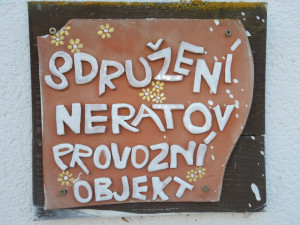 SDRUŽENÍ
NERATOV
PROVOZNÍ
OBJEKT